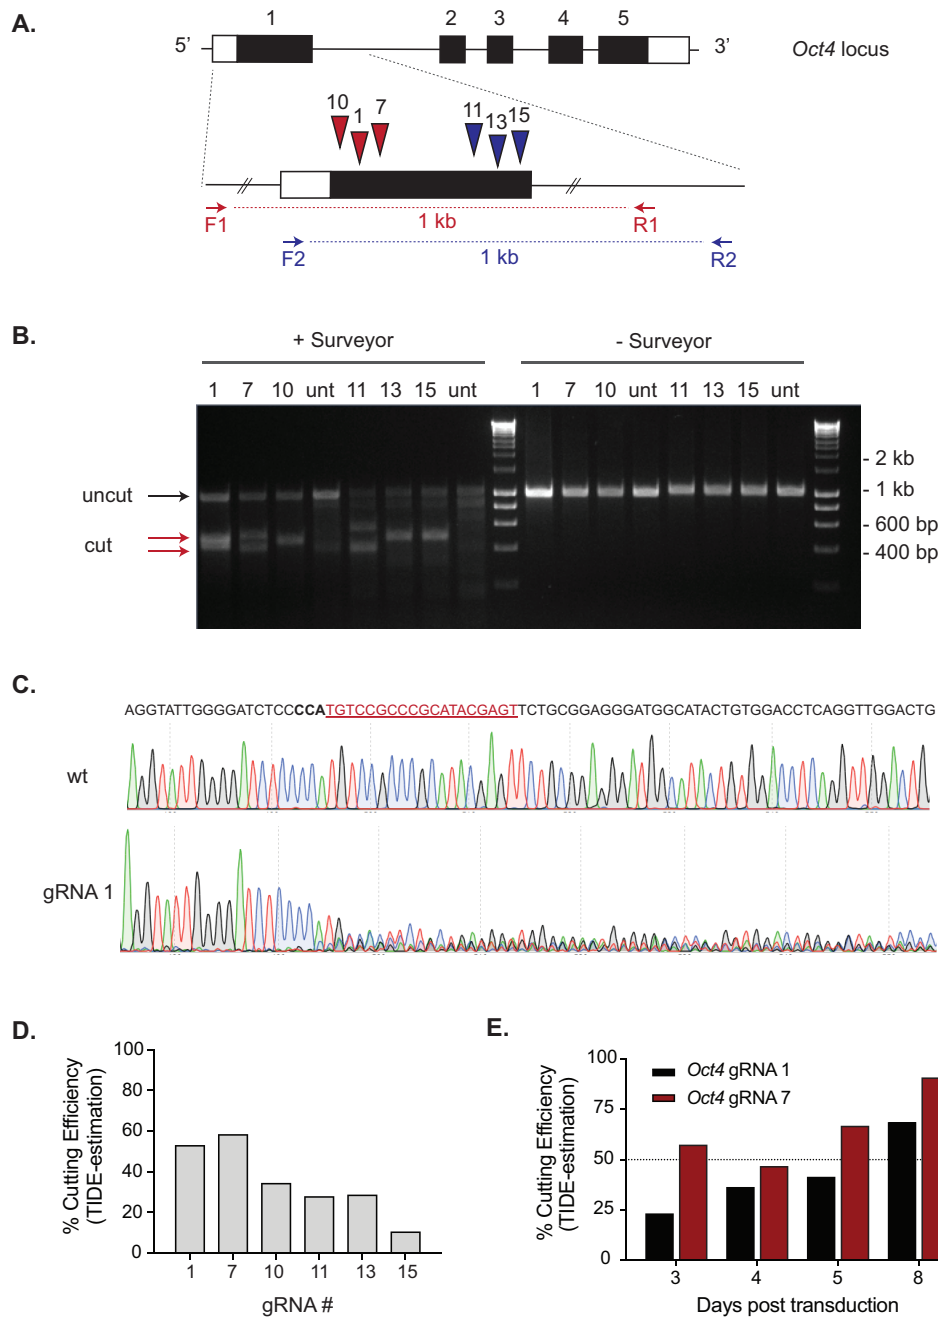 A.
1 2 3 4 5
5’ 3’ Oct4 locus
10 1 7 11 13 15
F1 1 kb R1
F2 1 kb R2
B.
+ Surveyor - Surveyor
1 7 10 unt 11 13 15 unt 1 7 10 unt 11 13 15 unt
- 2 kb
uncut - 1 kb
- 600 bp
cut - 400 bp
C.
AGGTATTGGGGATCTCCCCCATGTCCGCCCGCATACGAGTTCTGCGGAGGGATGGCATACTGTGGACCTCAGGTTGGACTG
wt
gRNA 1
D.
% Cutting Efficiency
(TIDE-estimation)
100
80
60
40
20
0
1 7 10 11 13 15
gRNA #
E.
% Cutting Efficiency
(TIDE-estimation)
100
75
50
25
0
Oct4 gRNA 1
Oct4 gRNA 7
3 4 5 8
Days post transduction